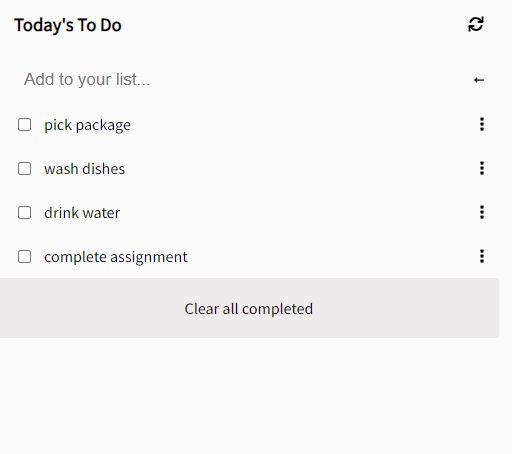 Today's To Do
Add to your list...
pick package
wash dishes
drink water
complete assignment
Clear all completed